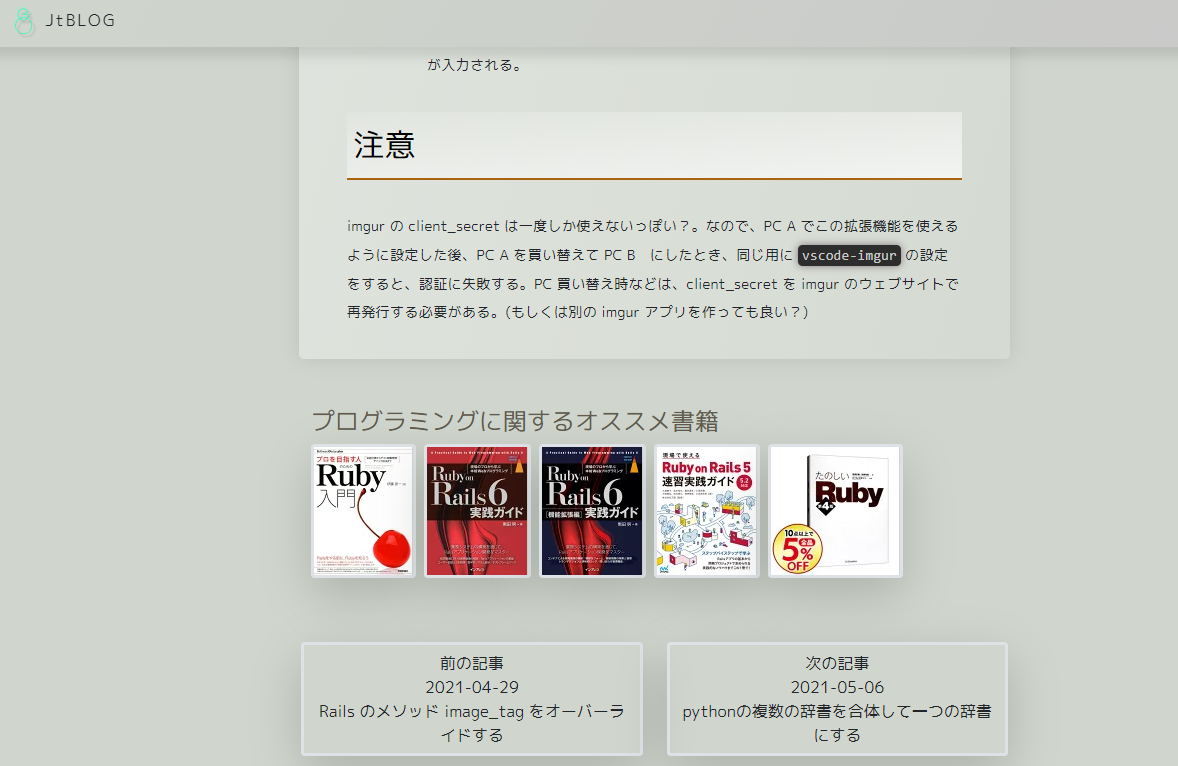 JtBLOG
が入力される。
注意
imgur の client_secret は一度しか使えないっぽい？。なので、PC A でこの拡張機能を使える
ように設定した後、PC A を買い替えて PC B　にしたとき、同じ用に vscode-imgur の設定
をすると、認証に失敗する。PC 買い替え時などは、client_secret を imgur のウェブサイトで
再発行する必要がある。(もしくは別の imgur アプリを作っても良い？)
プログラミングに関するオススメ書籍
プロを目指す人
Ruby
入門
Ruby on
Rails 6
実践ガイド
Ruby on
Rails 6
[機能拡張編]
実践ガイド
現場で使える
Ruby on Rails 5
速習実践ガイド
5.2
たのしい
Ruby
第4版
10点以上で
全品
5%
OFF
前の記事
2021-04-29
Rails のメソッド image_tag をオーバーラ
イドする
次の記事
2021-05-06
pythonの複数の辞書を合体して一つの辞書
にする